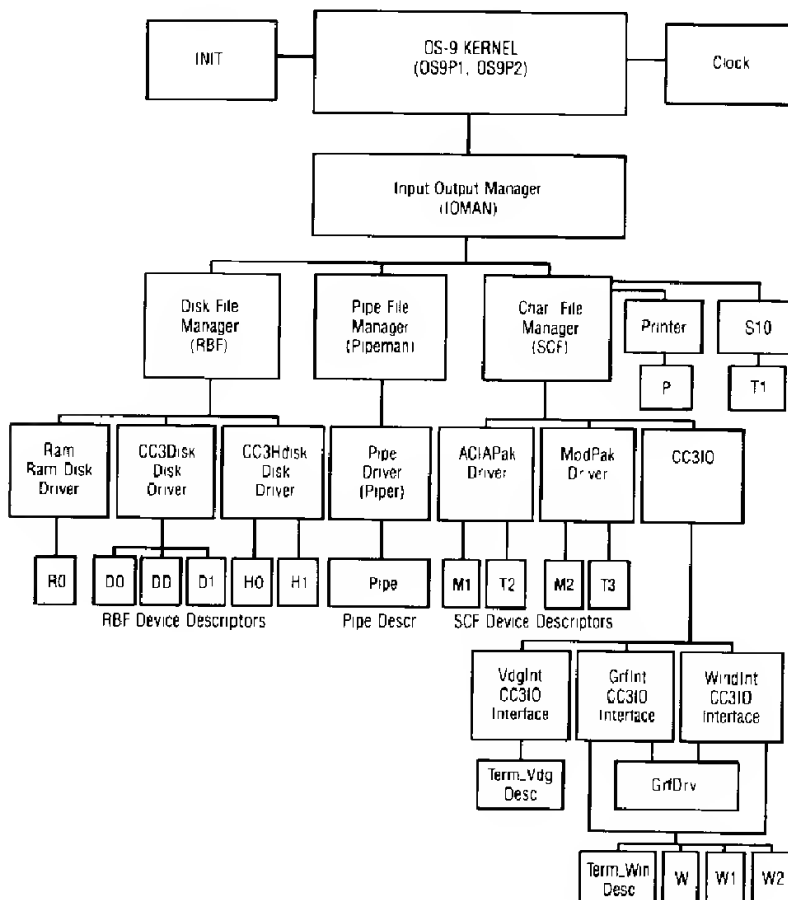 INIT
OS-9 KERNEL
(OS9P1, OS9P2)
Clock
Input Output Manager
(IOMAN)
Disk File
Manager
(RBF)
Pipe File
Manager
(Pipeman)
Char File
Manager
(SCF)
Printer
S10
P
T1
Ram
Ram Disk
Driver
CC3Disk
Disk
Driver
CC3Hdisk
Disk
Driver
Pipe
Driver
(Piper)
ACIAPak
Driver
ModPak
Driver
CC3IO
R0
D0
DD
D1
H0
H1
Pipe
M1
T2
M2
T3
RBF Device Descriptors
Pipe Descr
SCF Device Descriptors
VdgInt
CC3IO
Interface
GrfInt
CC3IO
Interface
WindInt
CC3IO
Interface
Term_Vdg
Desc
GrfDrv
Term_Win
Desc
W
W1
W2